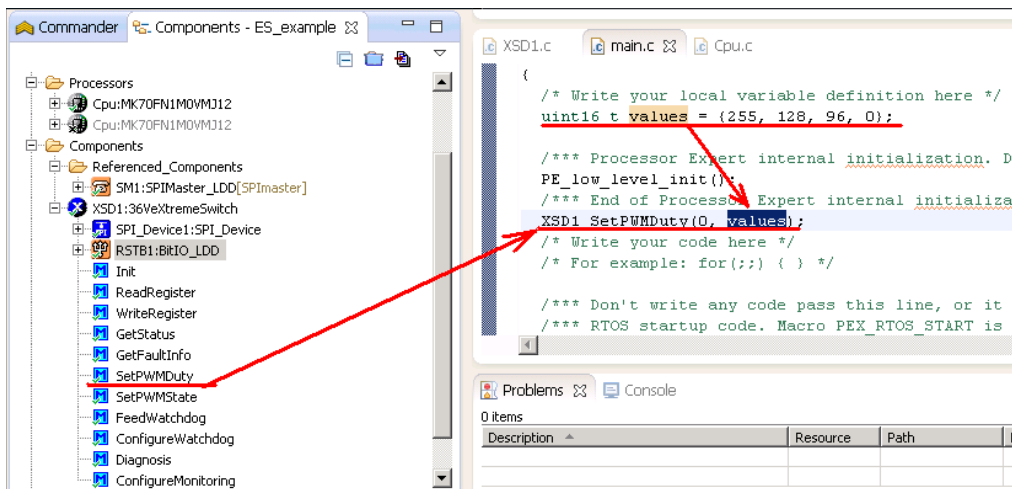 Commander
Components - ES_example
Processors
Cpu:MK70FN1M0VMJ12
Cpu:MK70FN1M0VMJ12
Components
Referenced_Components
SM1:SPIMaster_LDD[SPImaster]
XSD1:36VeXtremeSwitch
SPI_Device1:SPI_Device
RSTB1:BitIO_LDD
Init
ReadRegister
WriteRegister
GetStatus
GetFaultInfo
SetPWMDuty
SetPWMState
FeedWatchdog
ConfigureWatchdog
Diagnosis
ConfigureMonitoring
XSD1.c
main.c
Cpu.c
{
/* Write your local variable definition here */
uint16 t values = {255, 128, 96, 0};
/*** Processor Expert internal initialization. D
PE_low_level_init();
/*** End of Processor Expert internal initializa
XSD1 SetPWMDuty(0, values);
/* Write your code here */
/* For example: for(;;) { } */
/*** Don't write any code pass this line, or it
/*** RTOS startup code. Macro PEX_RTOS_START is
Problems
Console
0 items
Description
Resource
Path